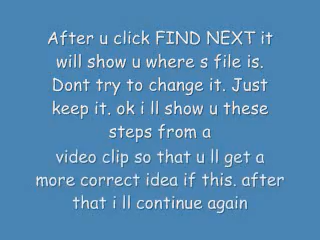 After u click FIND NEXT it
will show u where s file is.
Dont try to change it. Just
keep it. ok i ll show u these
steps from a
video clip so that u ll get a
more correct idea if this. after
that i ll continue again